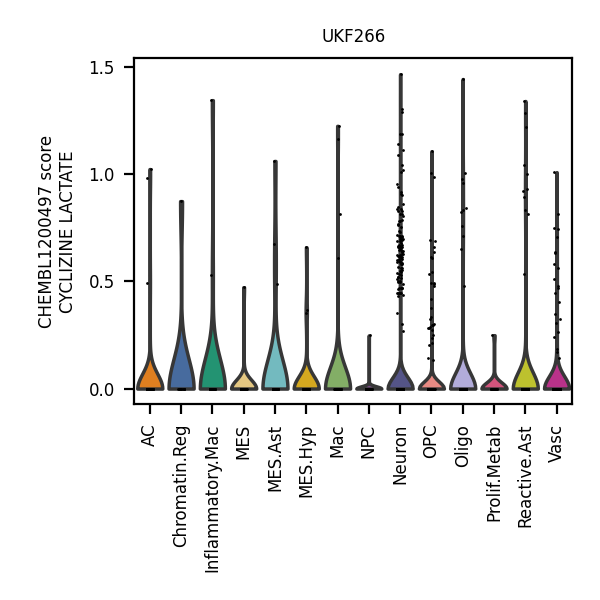 UKF266
CHEMBL1200497 score
CYCLIZINE LACTATE
1.5
1.0
0.5
0.0
AC
Chromatin.Reg
Inflammatory.Mac
MES
MES.Ast
MES.Hyp
Mac
NPC
Neuron
OPC
Oligo
Prolif.Metab
Reactive.Ast
Vasc